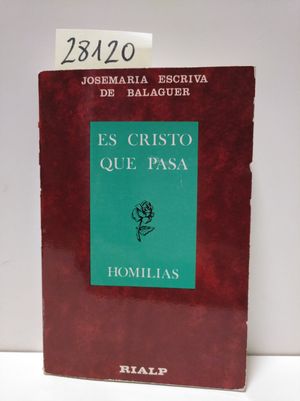 28120
JOSEMARIA ESCRIVA
DE BALAGUER
ES CRISTO
QUE PASA
HOMILIAS
RIALP